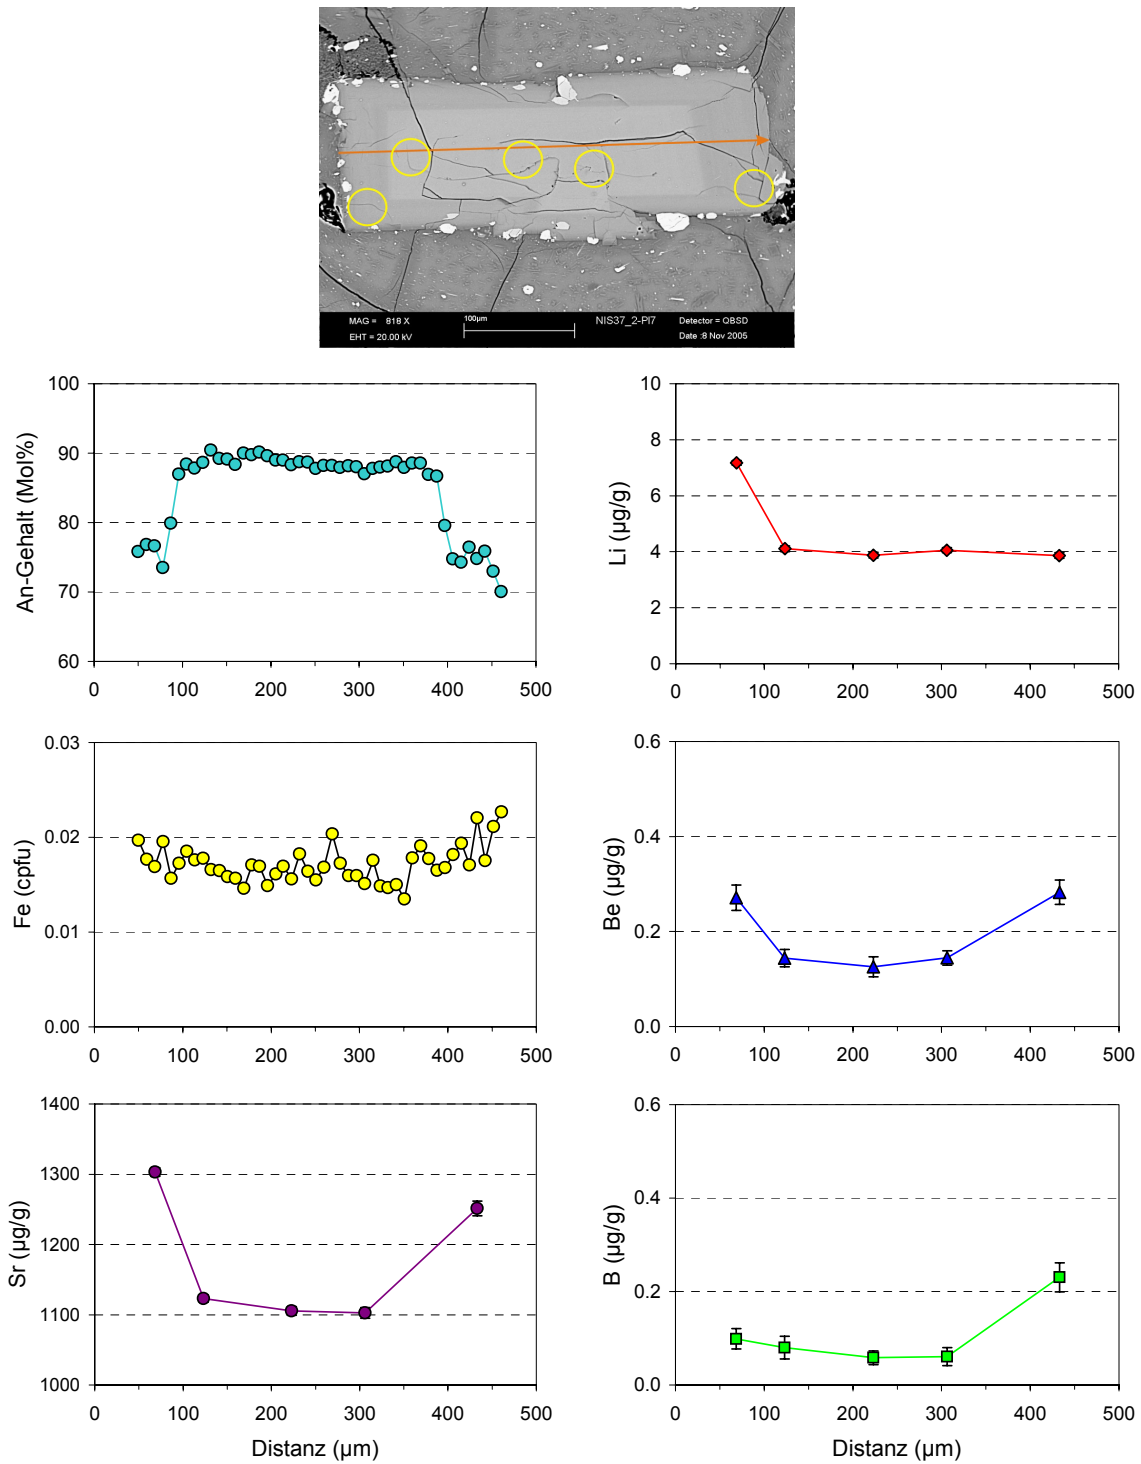 MAG = 818 X
EHT = 20.00 kV
100µm
NIS37_2-Pl7
Detector = QBSD
Date :8 Nov 2005
An-Gehalt (Mol%)
100
90
80
70
60
0 100 200 300 400 500
Li (µg/g)
10
8
6
4
2
0
0 100 200 300 400 500
Fe (cpfu)
0.03
0.02
0.01
0.00
0 100 200 300 400 500
Be (µg/g)
0.6
0.4
0.2
0.0
0 100 200 300 400 500
Sr (µg/g)
1400
1300
1200
1100
1000
0 100 200 300 400 500
Distanz (µm)
B (µg/g)
0.6
0.4
0.2
0.0
0 100 200 300 400 500
Distanz (µm)